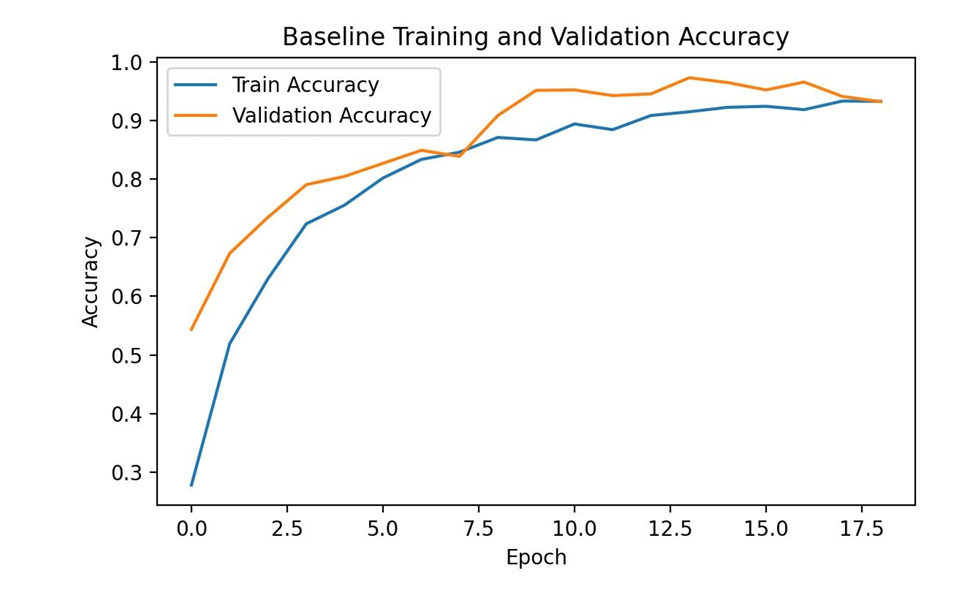 Baseline Training and Validation Accuracy
Train Accuracy
Validation Accuracy
Accuracy
1.0
0.9
0.8
0.7
0.6
0.5
0.4
0.3
0.0 2.5 5.0 7.5 10.0 12.5 15.0 17.5
Epoch